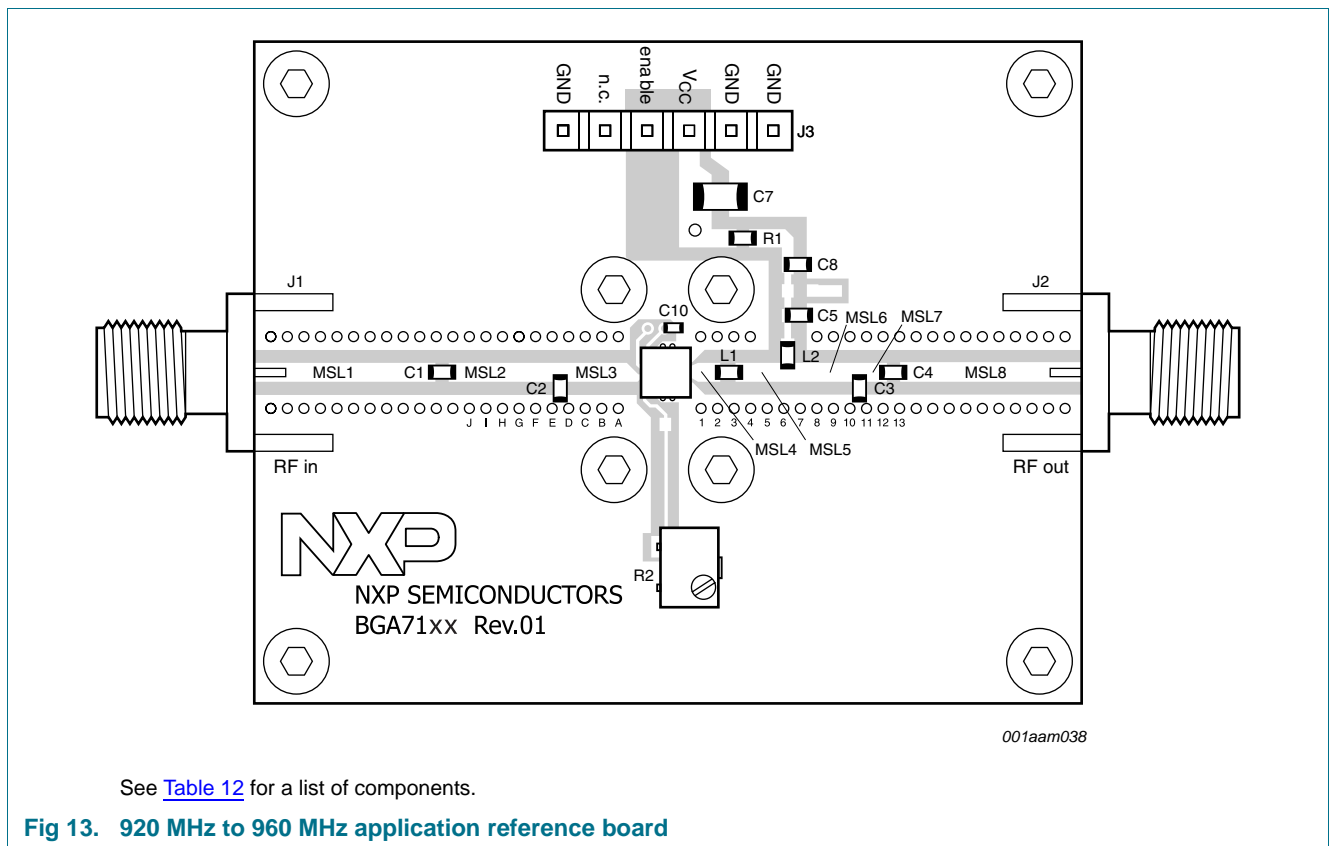 GND n.c. enable VCC GND GND
J3
C7
R1
C8
J1
J2
C10
C5
MSL6
MSL7
MSL1
C1
MSL2
C2
MSL3
L1
L2
C3
C4
MSL8
J I H G F E D C B A
1 2 3 4 5 6 7 8 9 10 11 12 13
MSL4
MSL5
RF in
RF out
NXP
R2
NXP SEMICONDUCTORS
BGA71xx Rev.01
001aam038
See Table 12 for a list of components.
Fig 13. 920 MHz to 960 MHz application reference board